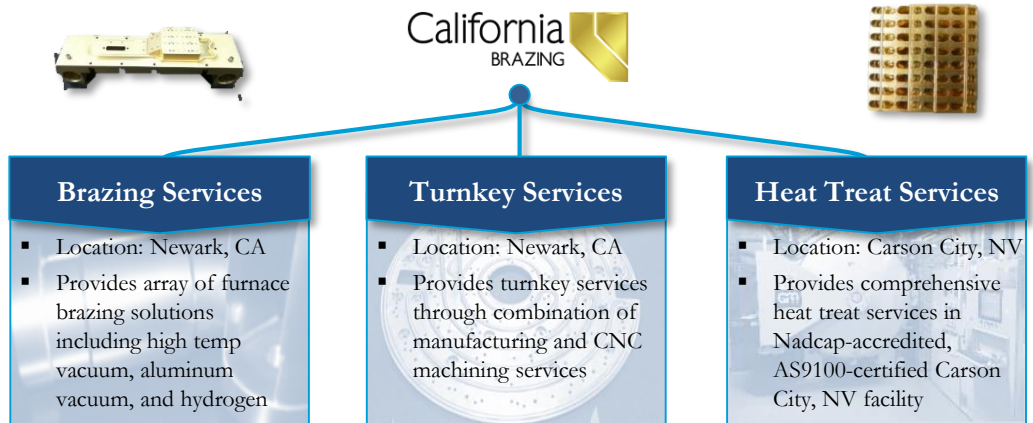 California
BRAZING
Brazing Services
▪ Location: Newark, CA
▪ Provides array of furnace
brazing solutions
including high temp
vacuum, aluminum
vacuum, and hydrogen
Turnkey Services
▪ Location: Newark, CA
▪ Provides turnkey services
through combination of
manufacturing and CNC
machining services
Heat Treat Services
▪ Location: Carson City, NV
▪ Provides comprehensive
heat treat services in
Nadcap-accredited,
AS9100-certified Carson
City, NV facility